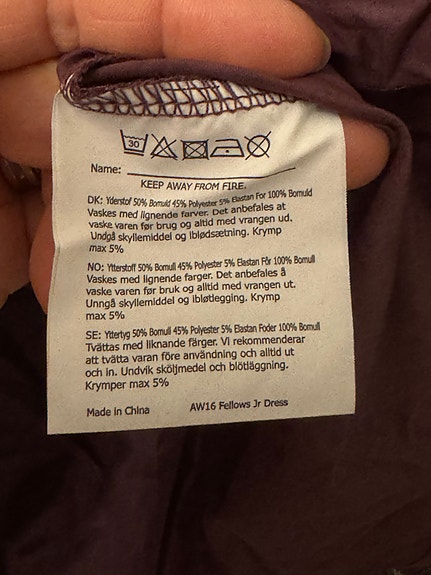 30
Name:
KEEP AWAY FROM FIRE.
DK: Yderstof 50% Bomuld 45% Polyester 5% Elastan For 100% Bomuld
Vaskes med lignende farver. Det anbefales at
vaske varen før brug og altid med vrangen ud.
Undgå skyllemiddel og iblødsætning. Krymp
max 5%
NO: Ytterstoff 50% Bomull 45% Polyester 5% Elastan Fôr 100% Bomull
Vaskes med lignende farger. Det anbefales å
vaske varen før bruk og alltid med vrangen ut.
Unngå skyllemiddel og ibløtlegging. Krymp
max 5%
SE: Yttertyg 50% Bomull 45% Polyester 5% Elastan Foder 100% Bomull
Tvättas med liknande färger. Vi rekommenderar
att tvätta varan före användning och alltid ut
och in. Undvik sköljmedel och blötläggning.
Krymper max 5%
Made in China AW16 Fellows Jr Dress